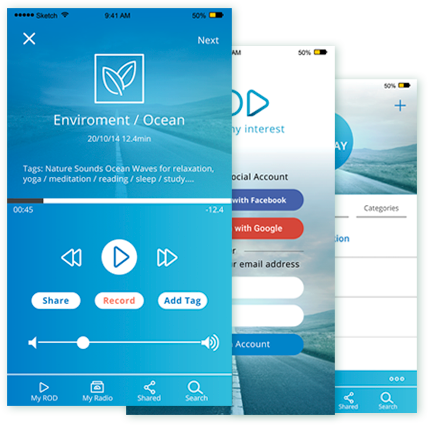 Sketch 9:41 AM 50%
Next
Enviroment / Ocean
20/10/14 12.4min
Tags: Nature Sounds Ocean Waves for relaxation,
yoga / meditation / reading / sleep / study....
00:45 -12.4
Share Record Add Tag
My ROD My Radio Shared Search
50%
OD
my interest
ocial Account
with Facebook
with Google
or
ur email address
Account
50%
+
AY
Categories
tion
Shared Search